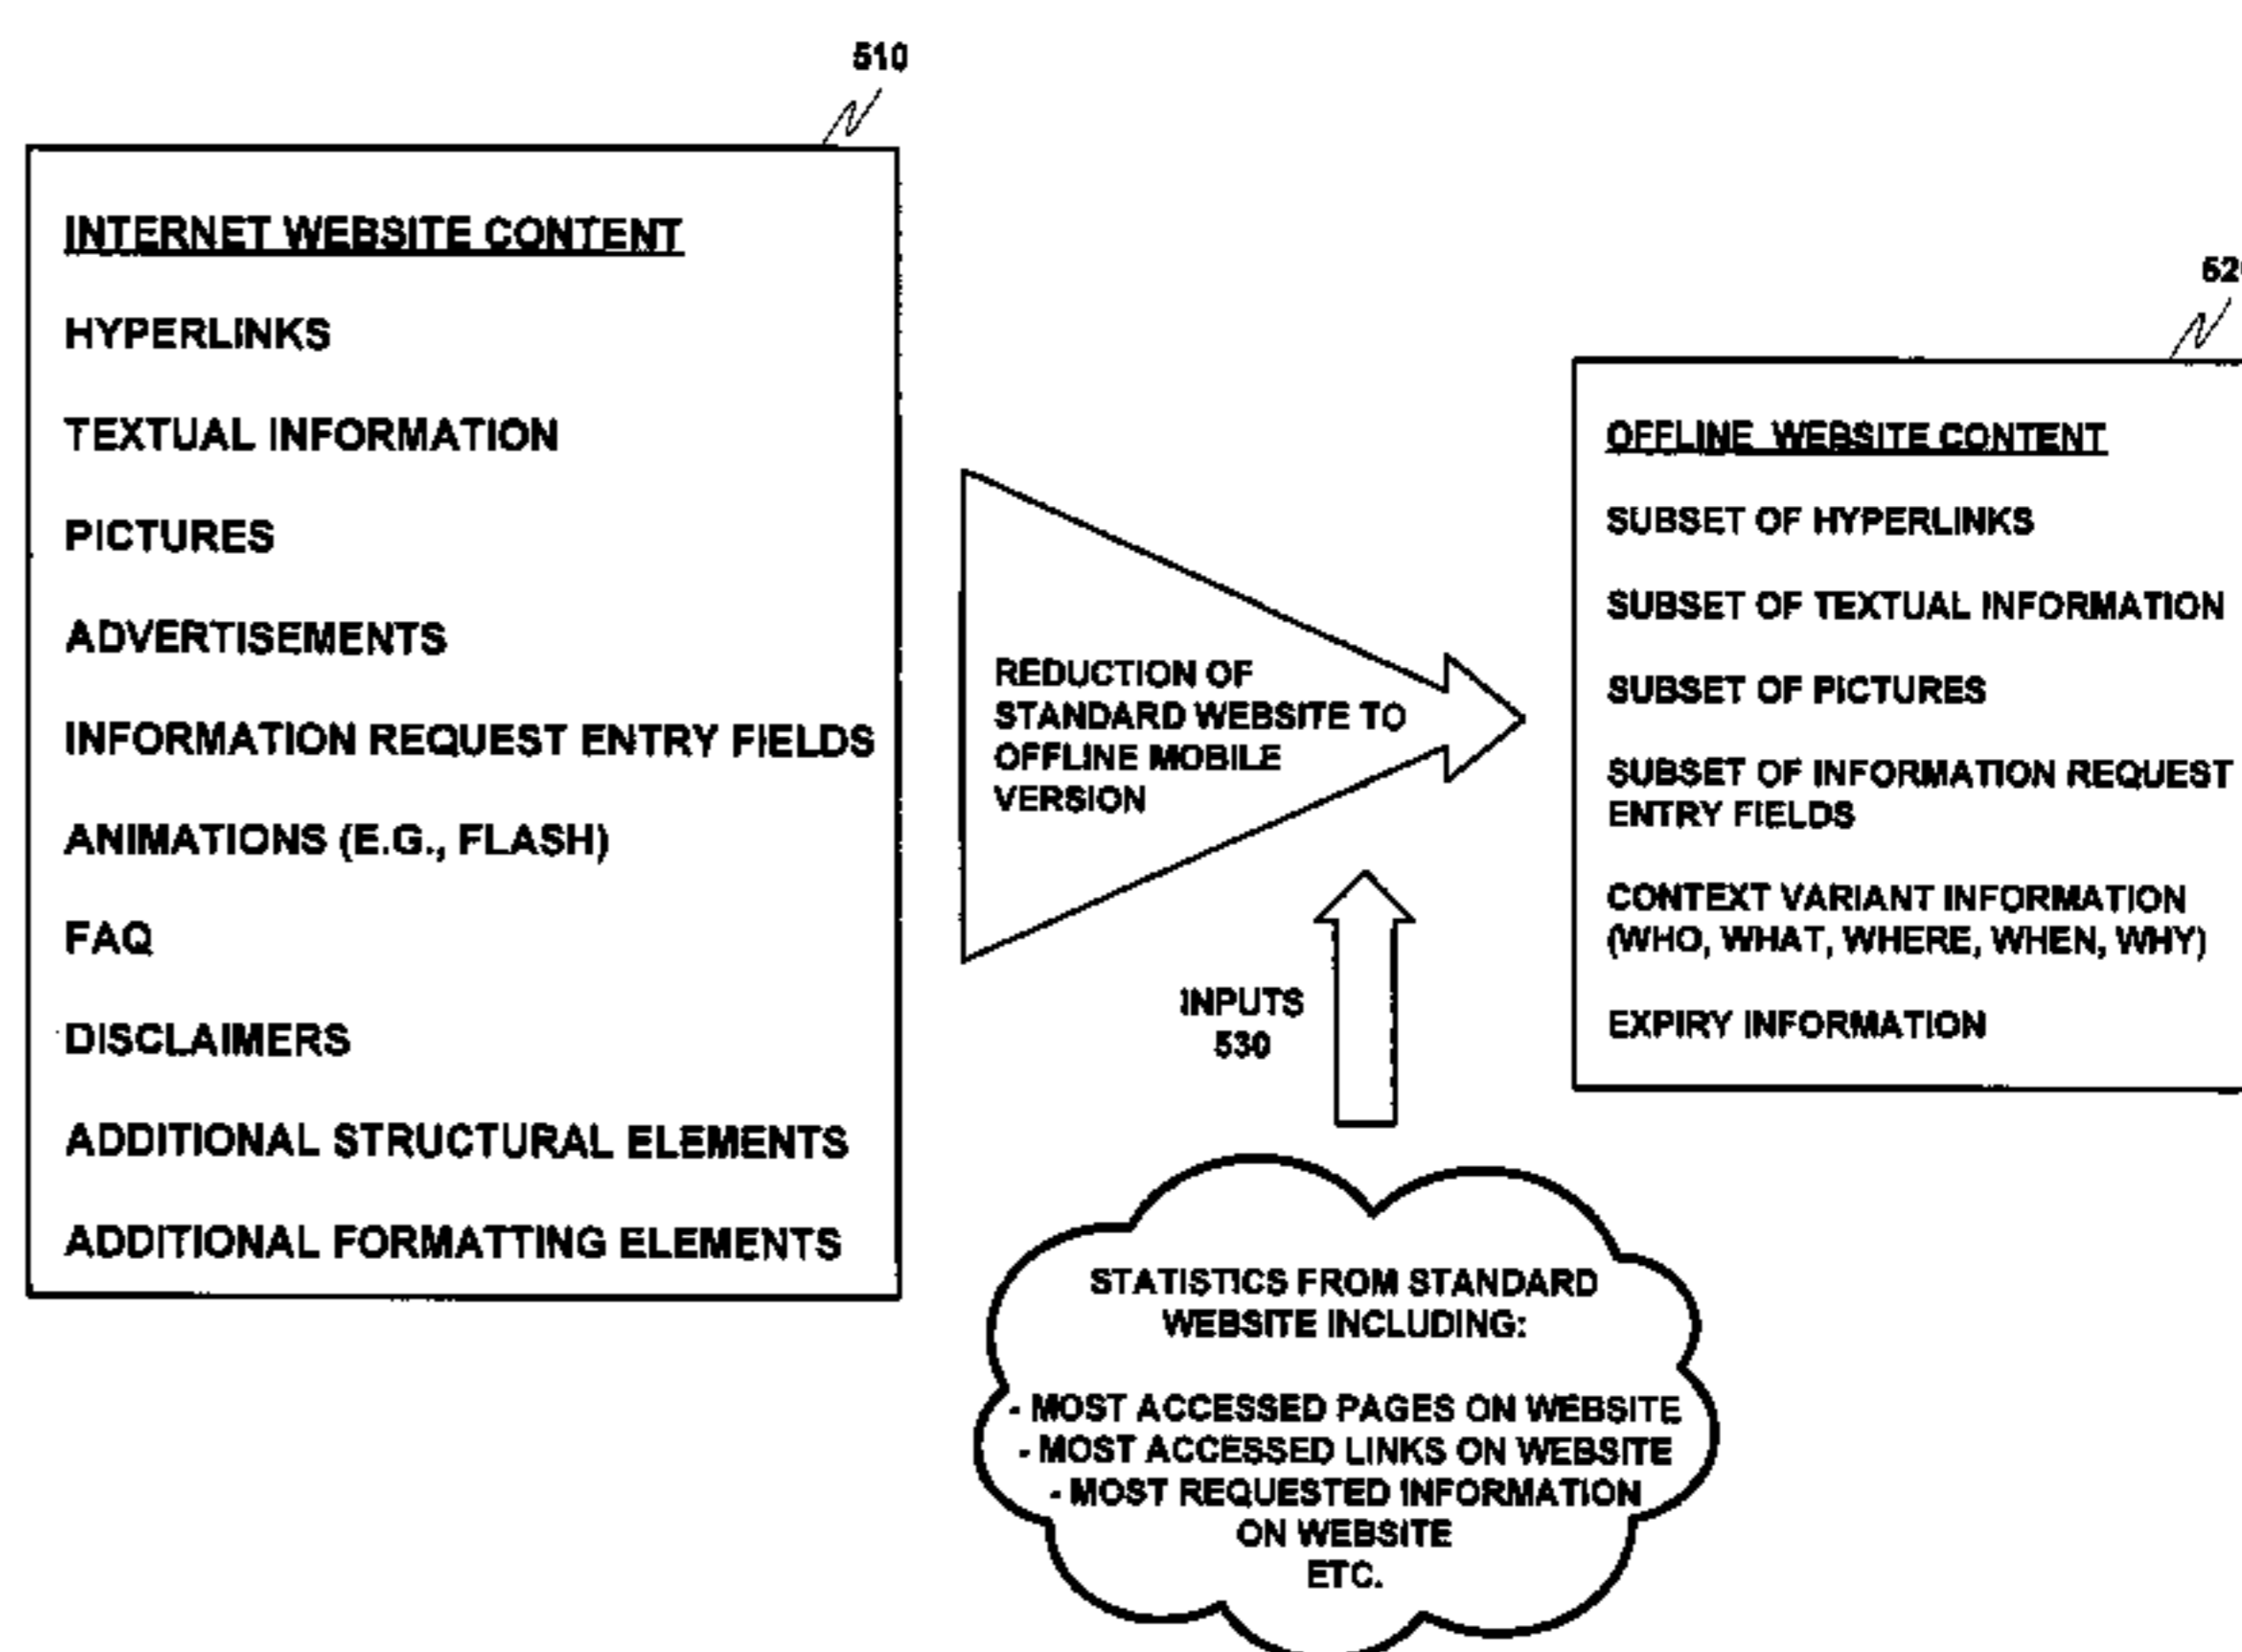 510
INTERNET WEBSITE CONTENT
HYPERLINKS
TEXTUAL INFORMATION
PICTURES
ADVERTISEMENTS
INFORMATION REQUEST ENTRY FIELDS
ANIMATIONS (E.G., FLASH)
FAQ
DISCLAIMERS
ADDITIONAL STRUCTURAL ELEMENTS
ADDITIONAL FORMATTING ELEMENTS
REDUCTION OF
STANDARD WEBSITE TO
OFFLINE MOBILE
VERSION
INPUTS
530
STATISTICS FROM STANDARD
WEBSITE INCLUDING:
- MOST ACCESSED PAGES ON WEBSITE
- MOST ACCESSED LINKS ON WEBSITE
- MOST REQUESTED INFORMATION
ON WEBSITE
ETC.
OFFLINE WEBSITE CONTENT
SUBSET OF HYPERLINKS
SUBSET OF TEXTUAL INFORMATION
SUBSET OF PICTURES
SUBSET OF INFORMATION REQUEST
ENTRY FIELDS
CONTEXT VARIANT INFORMATION
(WHO, WHAT, WHERE, WHEN, WHY)
EXPIRY INFORMATION